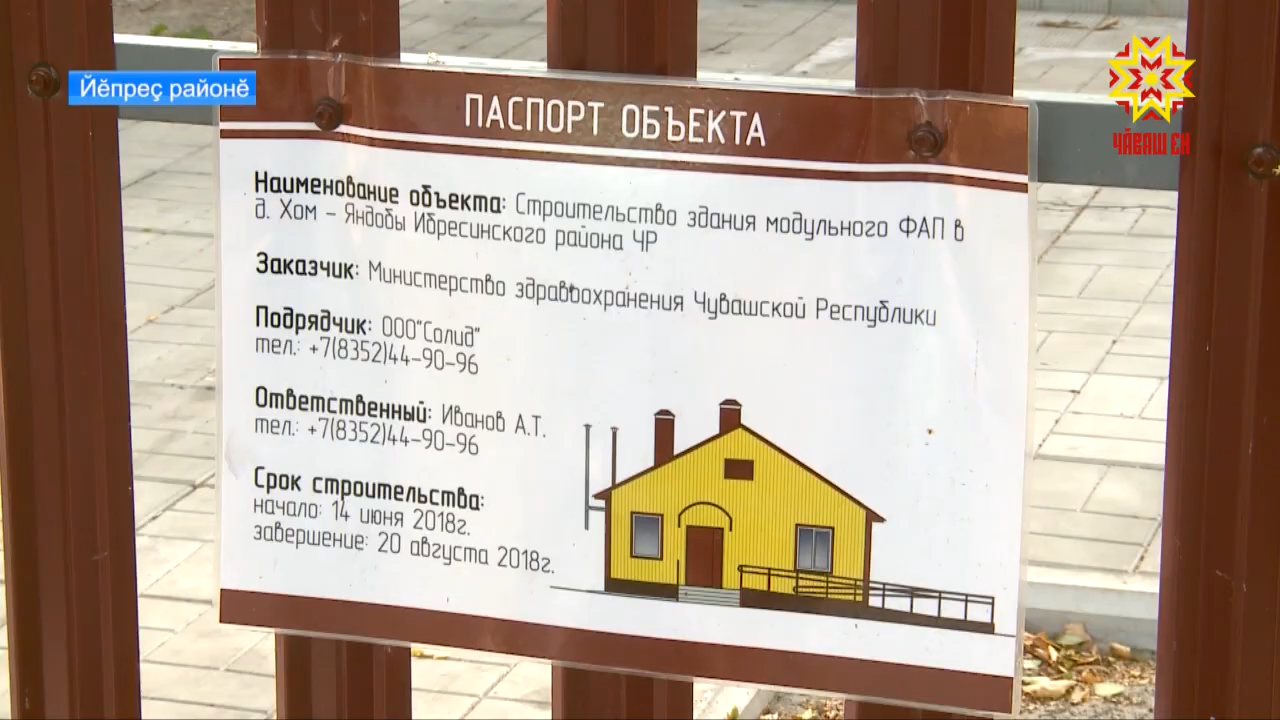 Йӗпреҫ районӗ
ЧӐВАШ ЕН
ПАСПОРТ ОБЪЕКТА
Наименование объекта: Строительство здания модульного ФАП в
д. Хом – Яндобы Ибресинского района ЧР
Заказчик: Министерство здравоохранения Чувашской Республики
Подрядчик: ООО"Солид"
тел.: +7(8352)44-90-96
Ответственный: Иванов А.Т.
тел.: +7(8352)44-90-96
Срок строительства:
начало: 14 июня 2018г.
завершение: 20 августа 2018г.